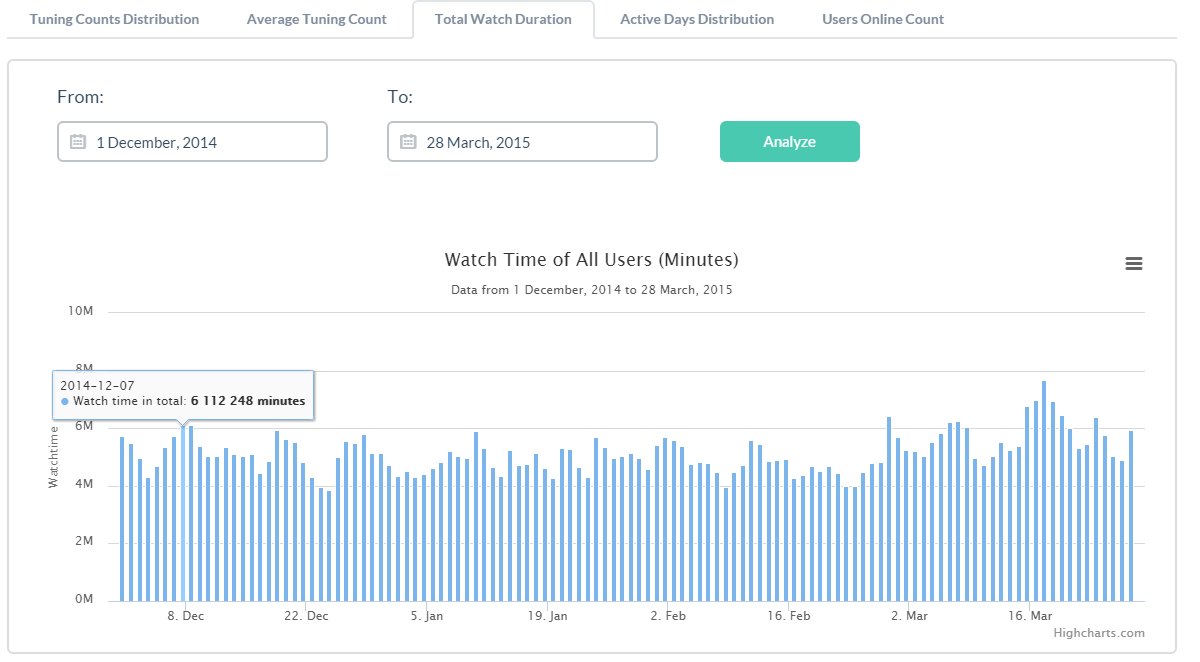 Tuning Counts Distribution Average Tuning Count Total Watch Duration Active Days Distribution Users Online Count
From: To:
1 December, 2014 28 March, 2015 Analyze
Watch Time of All Users (Minutes)
Data from 1 December, 2014 to 28 March, 2015
10M
8M
2014-12-07
Watch time in total: 6 112 248 minutes
6M
Watchtime
4M
2M
0M
8. Dec 22. Dec 5. Jan 19. Jan 2. Feb 16. Feb 2. Mar 16. Mar
Highcharts.com